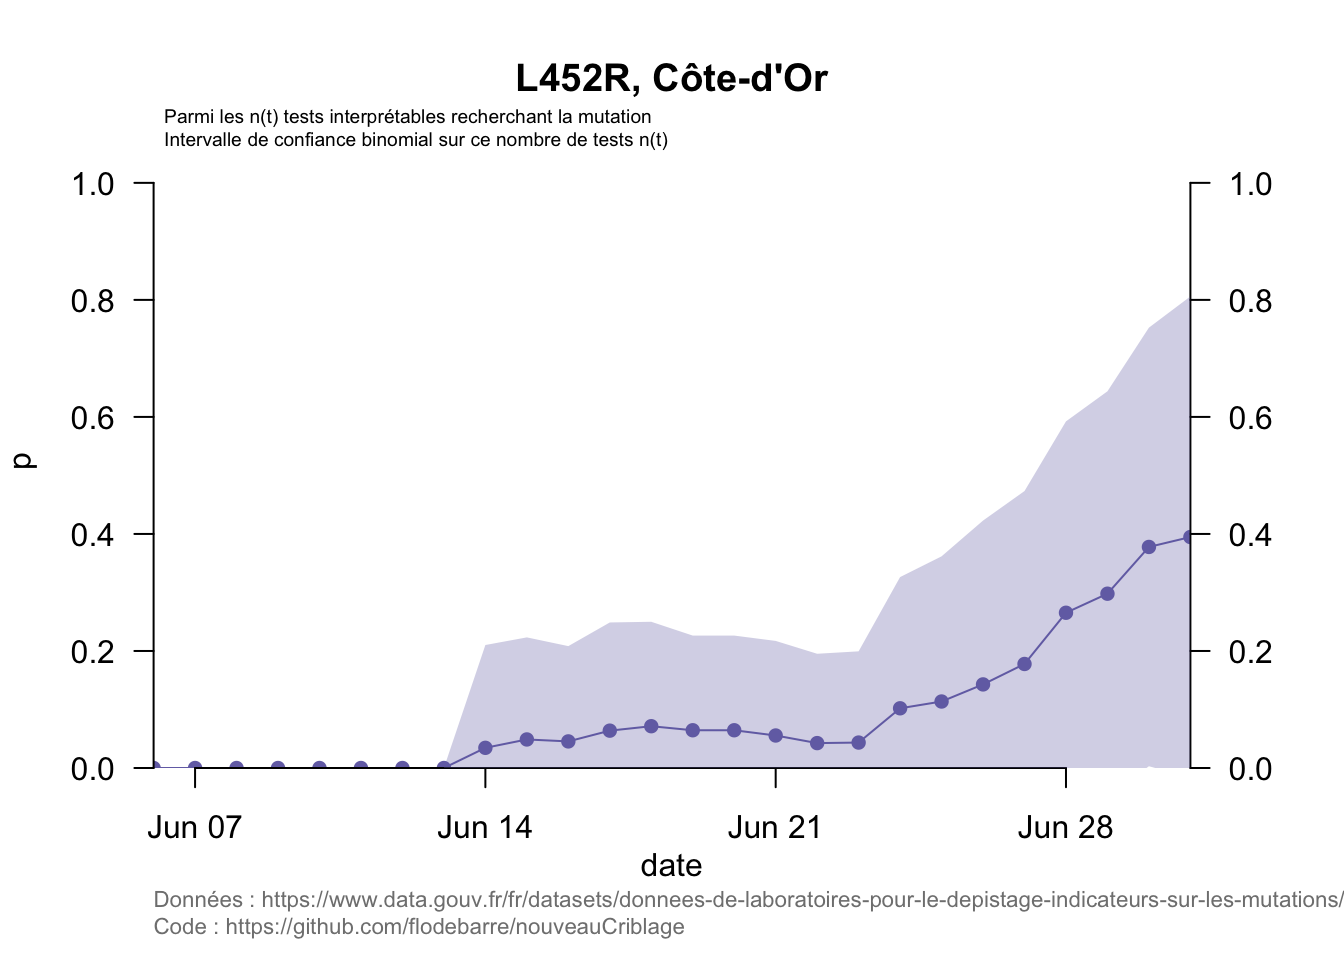 L452R, Côte-d'Or
Parmi les n(t) tests interprétables recherchant la mutation
Intervalle de confiance binomial sur ce nombre de tests n(t)
1.0 1.0
0.8 0.8
0.6 0.6
p
0.4 0.4
0.2 0.2
0.0 0.0
Jun 07 Jun 14 Jun 21 Jun 28
date
Données : https://www.data.gouv.fr/fr/datasets/donnees-de-laboratoires-pour-le-depistage-indicateurs-sur-les-mutations/
Code : https://github.com/flodebarre/nouveauCriblage